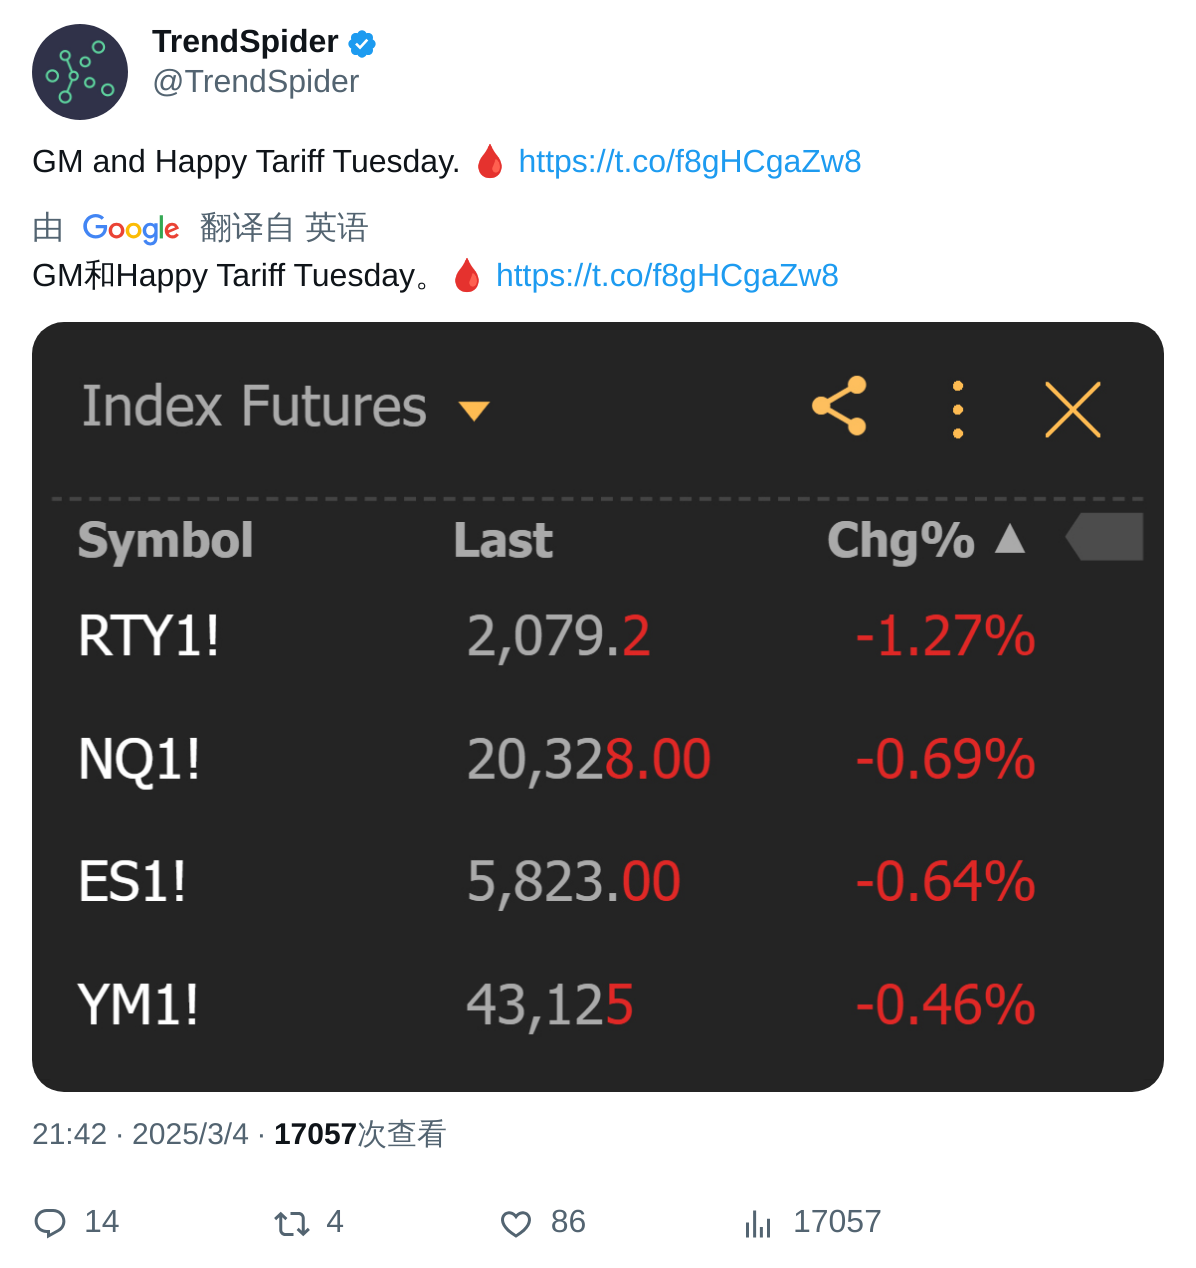 TrendSpider
@TrendSpider
GM and Happy Tariff Tuesday. 🩸 https://t.co/f8gHCgaZw8
由 Google 翻译自 英语
GM和Happy Tariff Tuesday。🩸 https://t.co/f8gHCgaZw8
Index Futures
Symbol Last Chg% ▲
RTY1! 2,079.2 -1.27%
NQ1! 20,328.00 -0.69%
ES1! 5,823.00 -0.64%
YM1! 43,125 -0.46%
21:42 · 2025/3/4 · 17057次查看
14 4 86 17057